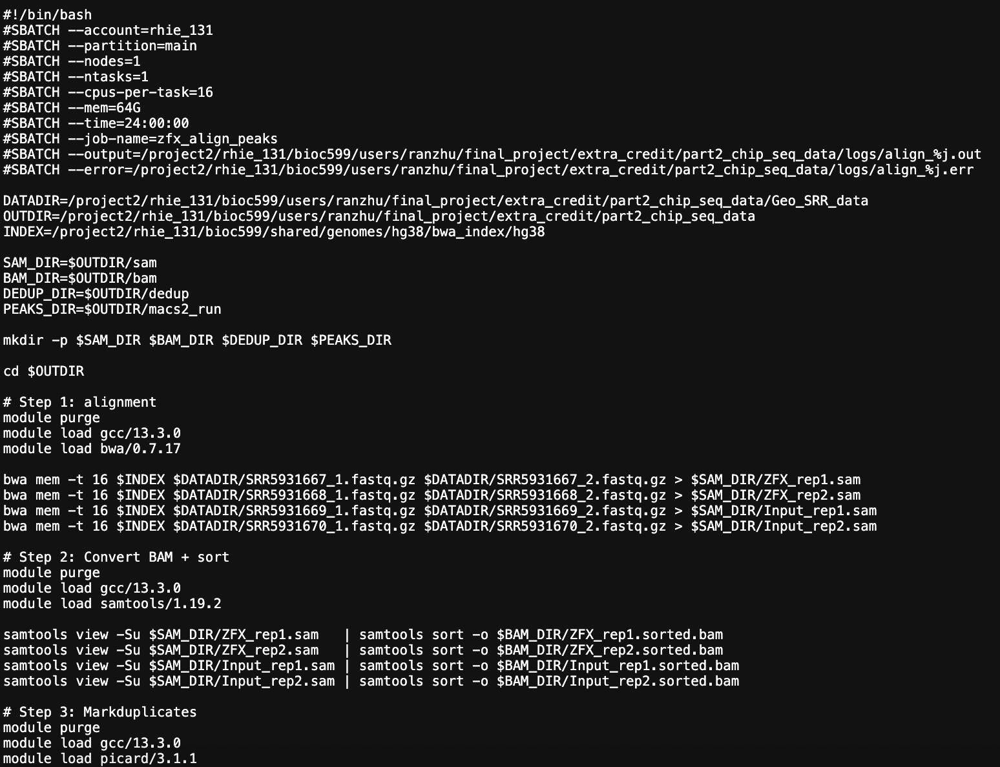 #!/bin/bash
#SBATCH --account=rhie_131
#SBATCH --partition=main
#SBATCH --nodes=1
#SBATCH --ntasks=1
#SBATCH --cpus-per-task=16
#SBATCH --mem=64G
#SBATCH --time=24:00:00
#SBATCH --job-name=zfx_align_peaks
#SBATCH --output=/project2/rhie_131/bioc599/users/ranzhu/final_project/extra_credit/part2_chip_seq_data/logs/align_%j.out
#SBATCH --error=/project2/rhie_131/bioc599/users/ranzhu/final_project/extra_credit/part2_chip_seq_data/logs/align_%j.err

DATADIR=/project2/rhie_131/bioc599/users/ranzhu/final_project/extra_credit/part2_chip_seq_data/Geo_SRR_data
OUTDIR=/project2/rhie_131/bioc599/users/ranzhu/final_project/extra_credit/part2_chip_seq_data
INDEX=/project2/rhie_131/bioc599/shared/genomes/hg38/bwa_index/hg38

SAM_DIR=$OUTDIR/sam
BAM_DIR=$OUTDIR/bam
DEDUP_DIR=$OUTDIR/dedup
PEAKS_DIR=$OUTDIR/macs2_run

mkdir -p $SAM_DIR $BAM_DIR $DEDUP_DIR $PEAKS_DIR

cd $OUTDIR

# Step 1: alignment
module purge
module load gcc/13.3.0
module load bwa/0.7.17

bwa mem -t 16 $INDEX $DATADIR/SRR5931667_1.fastq.gz $DATADIR/SRR5931667_2.fastq.gz > $SAM_DIR/ZFX_rep1.sam
bwa mem -t 16 $INDEX $DATADIR/SRR5931668_1.fastq.gz $DATADIR/SRR5931668_2.fastq.gz > $SAM_DIR/ZFX_rep2.sam
bwa mem -t 16 $INDEX $DATADIR/SRR5931669_1.fastq.gz $DATADIR/SRR5931669_2.fastq.gz > $SAM_DIR/Input_rep1.sam
bwa mem -t 16 $INDEX $DATADIR/SRR5931670_1.fastq.gz $DATADIR/SRR5931670_2.fastq.gz > $SAM_DIR/Input_rep2.sam

# Step 2: Convert BAM + sort
module purge
module load gcc/13.3.0
module load samtools/1.19.2

samtools view -Su $SAM_DIR/ZFX_rep1.sam   | samtools sort -o $BAM_DIR/ZFX_rep1.sorted.bam
samtools view -Su $SAM_DIR/ZFX_rep2.sam   | samtools sort -o $BAM_DIR/ZFX_rep2.sorted.bam
samtools view -Su $SAM_DIR/Input_rep1.sam | samtools sort -o $BAM_DIR/Input_rep1.sorted.bam
samtools view -Su $SAM_DIR/Input_rep2.sam | samtools sort -o $BAM_DIR/Input_rep2.sorted.bam

# Step 3: Markduplicates
module purge
module load gcc/13.3.0
module load picard/3.1.1